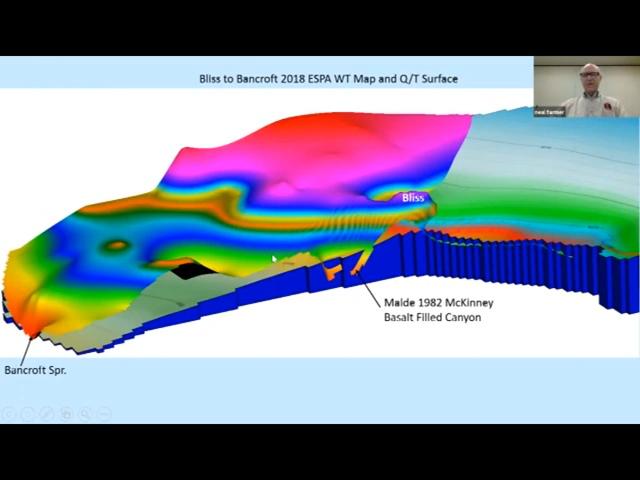 Bliss to Bancroft 2018 ESPA WT Map and Q/T Surface
Bliss
Malde 1982 McKinney
Basalt Filled Canyon
Bancroft Spr.